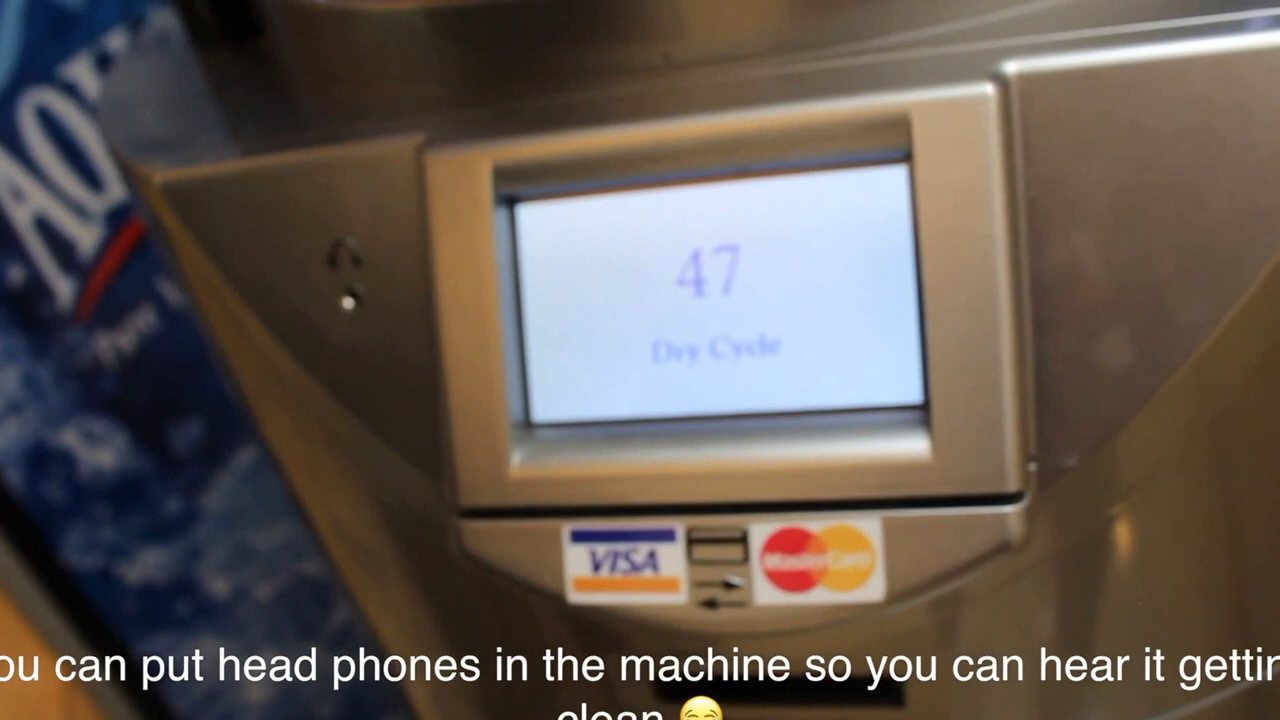 47
Dry Cycle
VISA
MasterCard
ou can put head phones in the machine so you can hear it gettin
clean 😂